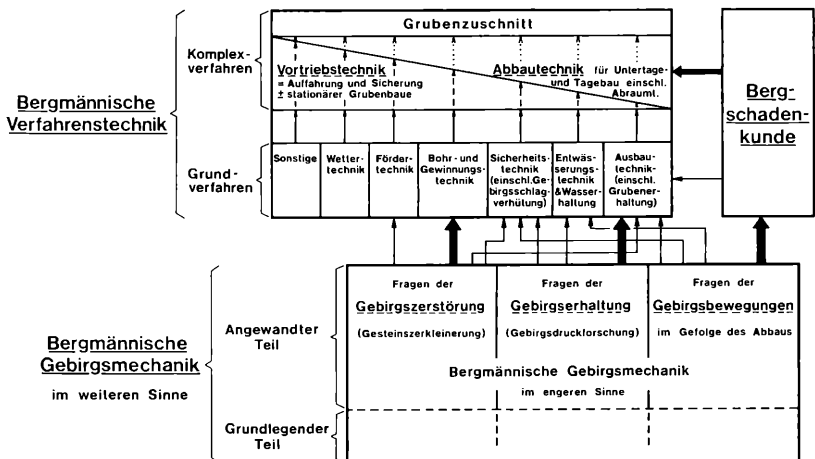 Grubenzuschnitt
Komplex-
verfahren
Vortriebstechnik
= Auffahrung und Sicherung
± stationärer Grubenbaue
Abbautechnik für Untertage-
und Tagebau einschl.
Abraumt.
Bergmännische
Verfahrenstechnik
Berg-
schaden-
kunde
Grund-
verfahren
Sonstige
Wetter-
technik
Förder-
technik
Bohr- und
Gewinnungs-
technik
Sicherheits-
technik
(einschl.Ge-
birgsschlag-
verhütung)
Entwäs-
serungs-
technik
&Wasser-
haltung
Ausbau-
technik-
(einschl.
Grubener-
haltung)
Fragen der
Gebirgszerstörung
(Gesteinszerkleinerung)
Fragen der
Gebirgserhaltung
(Gebirgsdruckforschung)
Fragen der
Gebirgsbewegungen
im Gefolge des Abbaus
Angewandter
Teil
Bergmännische
Gebirgsmechanik
im weiteren Sinne
Bergmännische Gebirgsmechanik
im engeren Sinne
Grundlegender
Teil